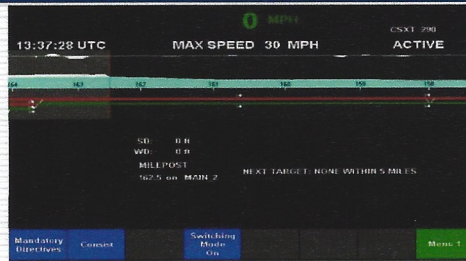 0 MPH
CSXT 290
13:37:28 UTC MAX SPEED 30 MPH ACTIVE
163 162 161 160 159 158
SD: 0 ft
WD: 0 ft
MILEPOST
162.5 on MAIN 2 NEXT TARGET: NONE WITHIN 5 MILES
Mandatory Directives
Consist
Switching Mode On
Menu 1